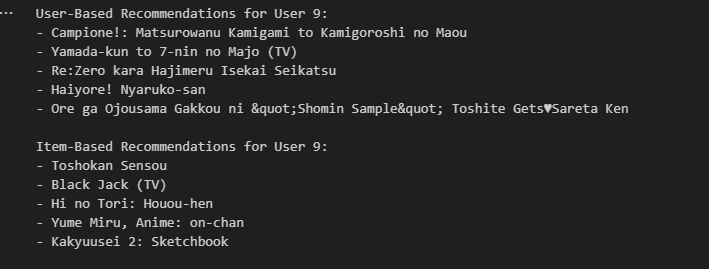 ...
User-Based Recommendations for User 9:
- Campione!: Matsurowanu Kamigami to Kamigoroshi no Maou
- Yamada-kun to 7-nin no Majo (TV)
- Re:Zero kara Hajimeru Isekai Seikatsu
- Haiyore! Nyaruko-san
- Ore ga Ojousama Gakkou ni &quot;Shomin Sample&quot; Toshite Gets♥Sareta Ken
Item-Based Recommendations for User 9:
- Toshokan Sensou
- Black Jack (TV)
- Hi no Tori: Houou-hen
- Yume Miru, Anime: on-chan
- Kakyuusei 2: Sketchbook